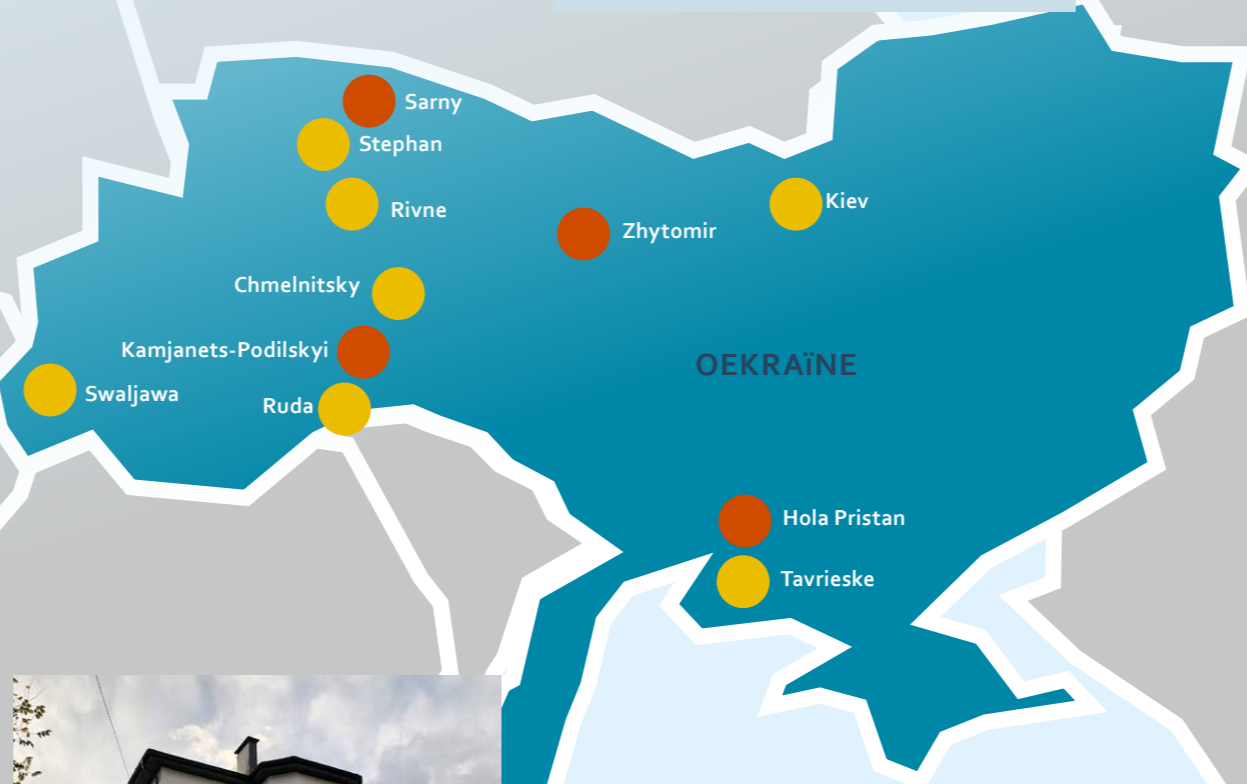 Sarny
Stephan
Rivne
Kiev
Zhytomir
Chmelnitsky
Kamjanets-Podilskyi
OEKRAïNE
Swaljawa
Ruda
Hola Pristan
Tavrieske